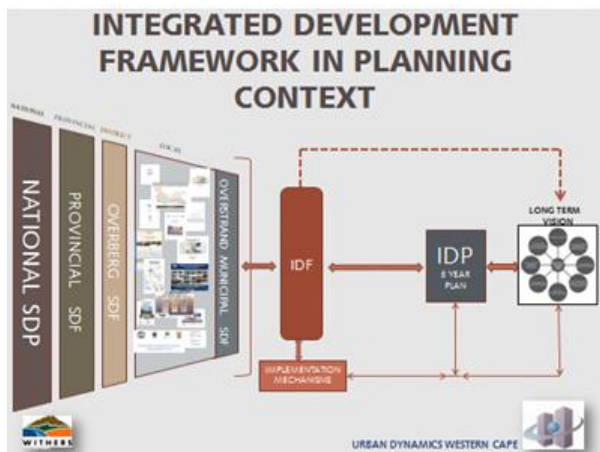 INTEGRATED DEVELOPMENT
FRAMEWORK IN PLANNING
CONTEXT
NATIONAL
PROVINCIAL
DISTRICT
LOCAL
NATIONAL SDP
PROVINCIAL SDF
OVERBERG SDF
OVERSTRAND MUNICIPAL SDF
IDF
IMPLEMENTATION
MECHANISMS
IDP
YEAR
PLAN
LONG TERM
VISION
WITHERS
URBAN DYNAMICS WESTERN CAPE